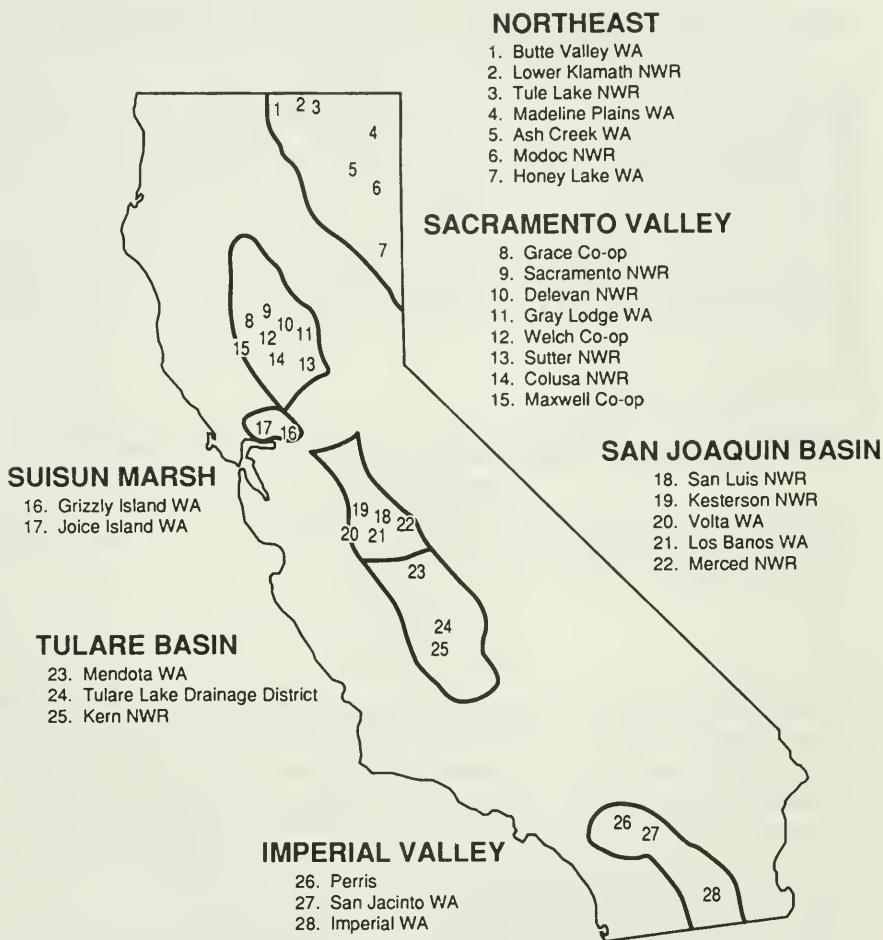 NORTHEAST
1. Butte Valley WA
2. Lower Klamath NWR
3. Tule Lake NWR
4. Madeline Plains WA
5. Ash Creek WA
6. Modoc NWR
7. Honey Lake WA
1 2 3
4
5
6
7
SACRAMENTO VALLEY
8. Grace Co-op
9. Sacramento NWR
10. Delevan NWR
11. Gray Lodge WA
12. Welch Co-op
13. Sutter NWR
14. Colusa NWR
15. Maxwell Co-op
8 9 10 11
12
15 14 13
17 16
SUISUN MARSH
16. Grizzly Island WA
17. Joice Island WA
SAN JOAQUIN BASIN
18. San Luis NWR
19. Kesterson NWR
20. Volta WA
21. Los Banos WA
22. Merced NWR
19 18 22
20 21
23
24
25
TULARE BASIN
23. Mendota WA
24. Tulare Lake Drainage District
25. Kern NWR
IMPERIAL VALLEY
26. Perris
27. San Jacinto WA
28. Imperial WA
26 27
28